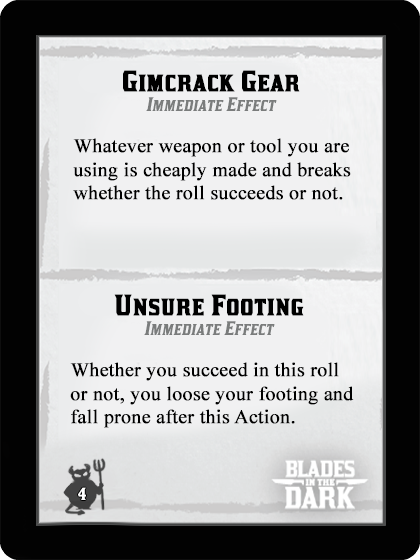 Gimcrack Gear
Immediate Effect
Whatever weapon or tool you are
using is cheaply made and breaks
whether the roll succeeds or not.
Unsure Footing
Immediate Effect
Whether you succeed in this roll
or not, you loose your footing and
fall prone after this Action.
4
BLADES
IN THE
DARK